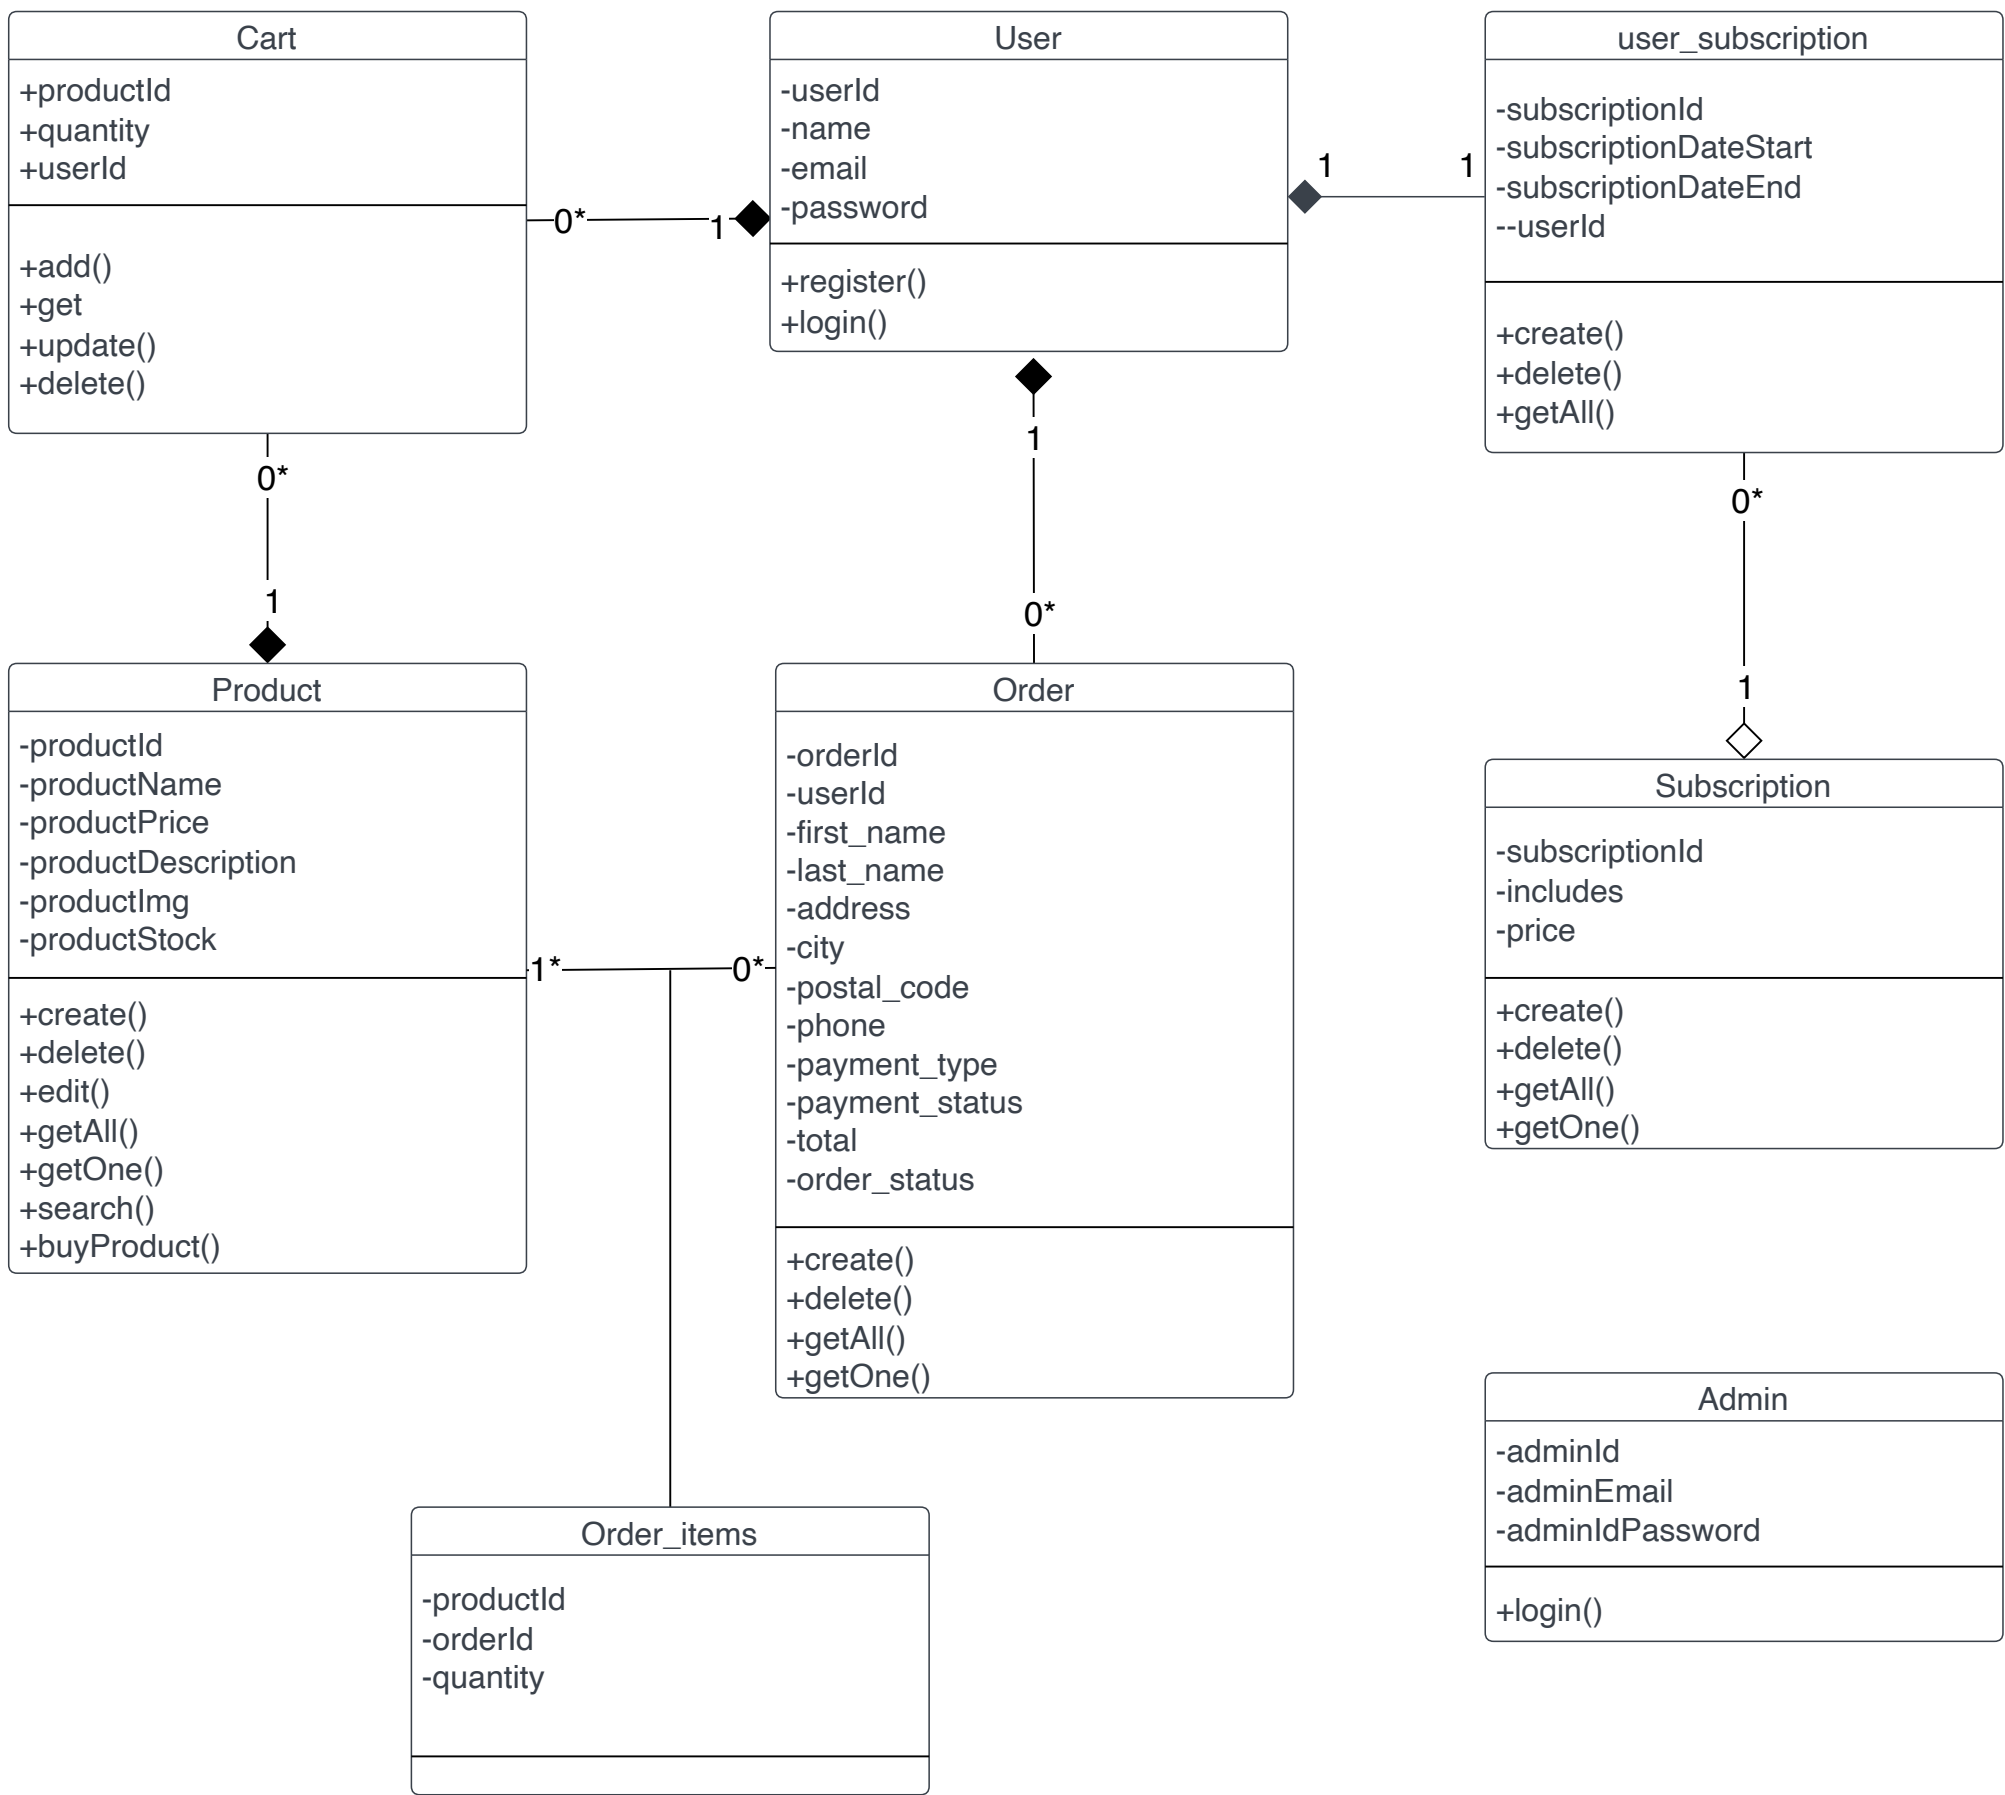 Cart
+productId
+quantity
+userId
+add()
+get
+update()
+delete()
0*
1
User
-userId
-name
-email
-password
+register()
+login()
1
1
user_subscription
-subscriptionId
-subscriptionDateStart
-subscriptionDateEnd
--userId
+create()
+delete()
+getAll()
0*
1
1
0*
0*
1
Product
-productId
-productName
-productPrice
-productDescription
-productImg
-productStock
+create()
+delete()
+edit()
+getAll()
+getOne()
+search()
+buyProduct()
1*
0*
Order
-orderId
-userId
-first_name
-last_name
-address
-city
-postal_code
-phone
-payment_type
-payment_status
-total
-order_status
+create()
+delete()
+getAll()
+getOne()
Subscription
-subscriptionId
-includes
-price
+create()
+delete()
+getAll()
+getOne()
Admin
-adminId
-adminEmail
-adminIdPassword
+login()
Order_items
-productId
-orderId
-quantity